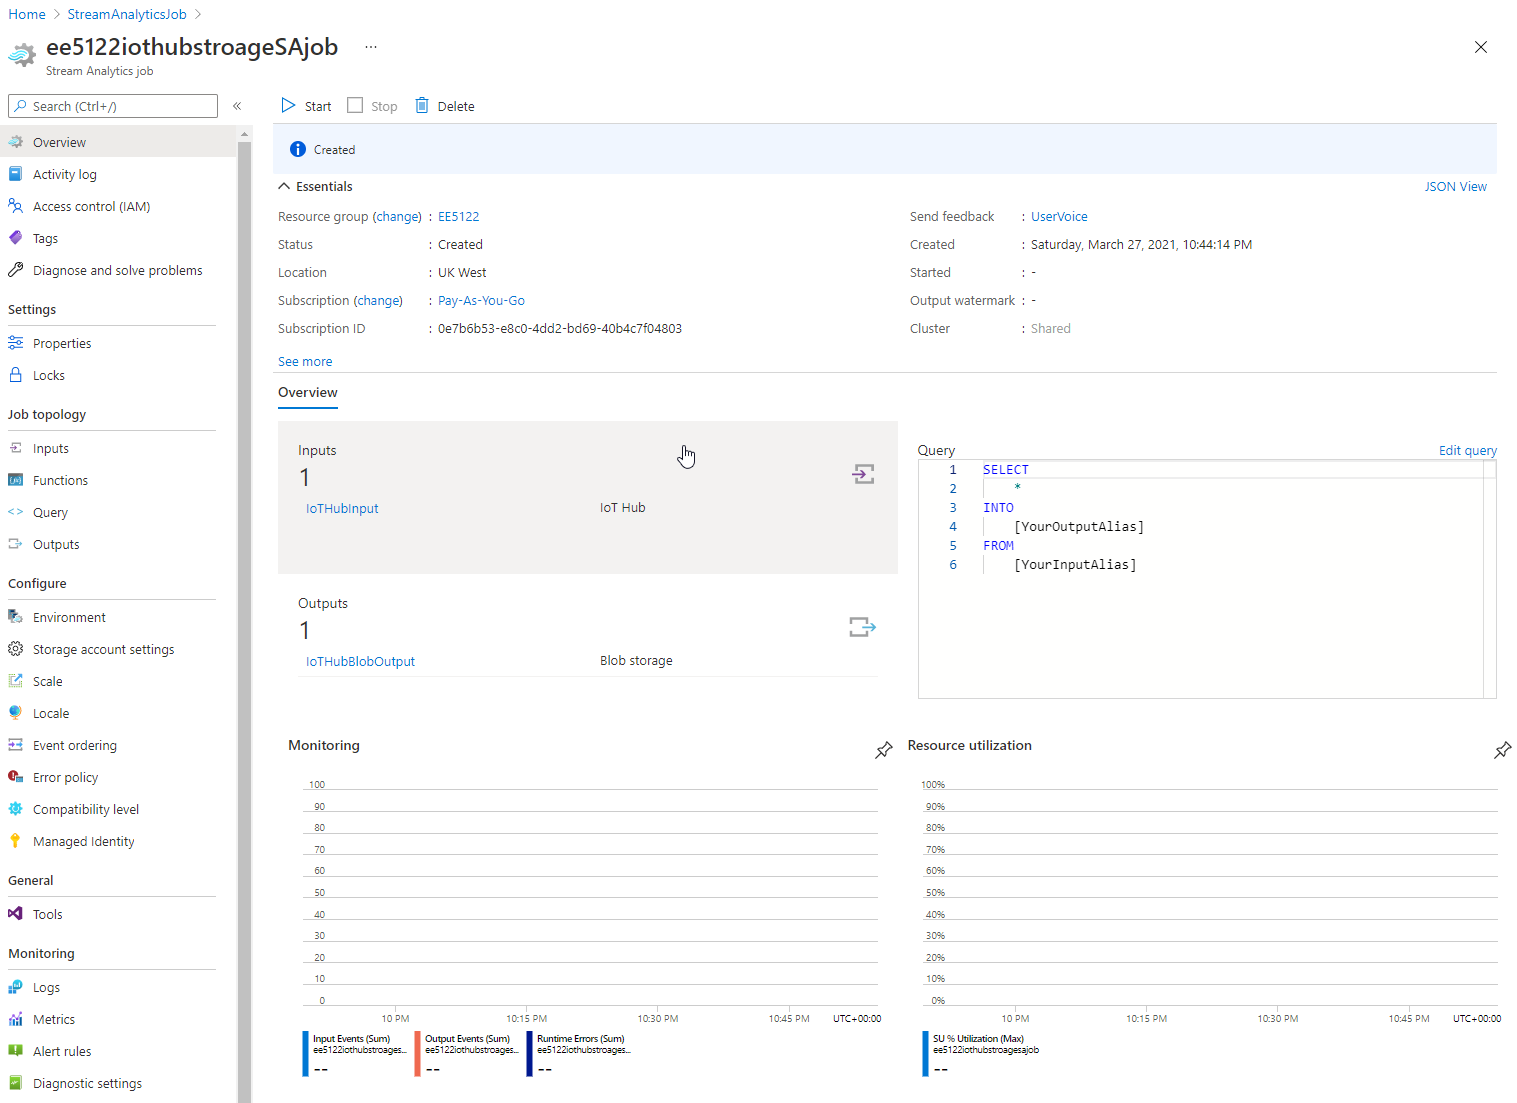 Home > StreamAnalyticsJob >
ee5122iothubstroageSAjob ...
Stream Analytics job
Search (Ctrl+/) «
Start Stop Delete
Overview
Activity log
Access control (IAM)
Tags
Diagnose and solve problems
Settings
Properties
Locks
Job topology
Inputs
Functions
Query
Outputs
Configure
Environment
Storage account settings
Scale
Locale
Event ordering
Error policy
Compatibility level
Managed Identity
General
Tools
Monitoring
Logs
Metrics
Alert rules
Diagnostic settings
Created
Essentials JSON View
Resource group (change) : EE5122
Status : Created
Location : UK West
Subscription (change) : Pay-As-You-Go
Subscription ID : 0e7b6b53-e8c0-4dd2-bd69-40b4c7f04803
See more
Send feedback : UserVoice
Created : Saturday, March 27, 2021, 10:44:14 PM
Started : -
Output watermark : -
Cluster : Shared
Overview
Inputs
1
IoTHubInput IoT Hub
Outputs
1
IoTHubBlobOutput Blob storage
Query Edit query
1 SELECT
2 *
3 INTO
4 [YourOutputAlias]
5 FROM
6 [YourInputAlias]
Monitoring
100
90
80
70
60
50
40
30
20
10
0
10 PM 10:15 PM 10:30 PM 10:45 PM UTC+00:00
Input Events (Sum) Output Events (Sum) Runtime Errors (Sum)
ee5122iothubstroages... ee5122iothubstroages... ee5122iothubstroages...
-- -- --
Resource utilization
100%
90%
80%
70%
60%
50%
40%
30%
20%
10%
0%
10 PM 10:15 PM 10:30 PM 10:45 PM UTC+00:00
SU % Utilization (Max)
ee5122iothubstroagesajob
--